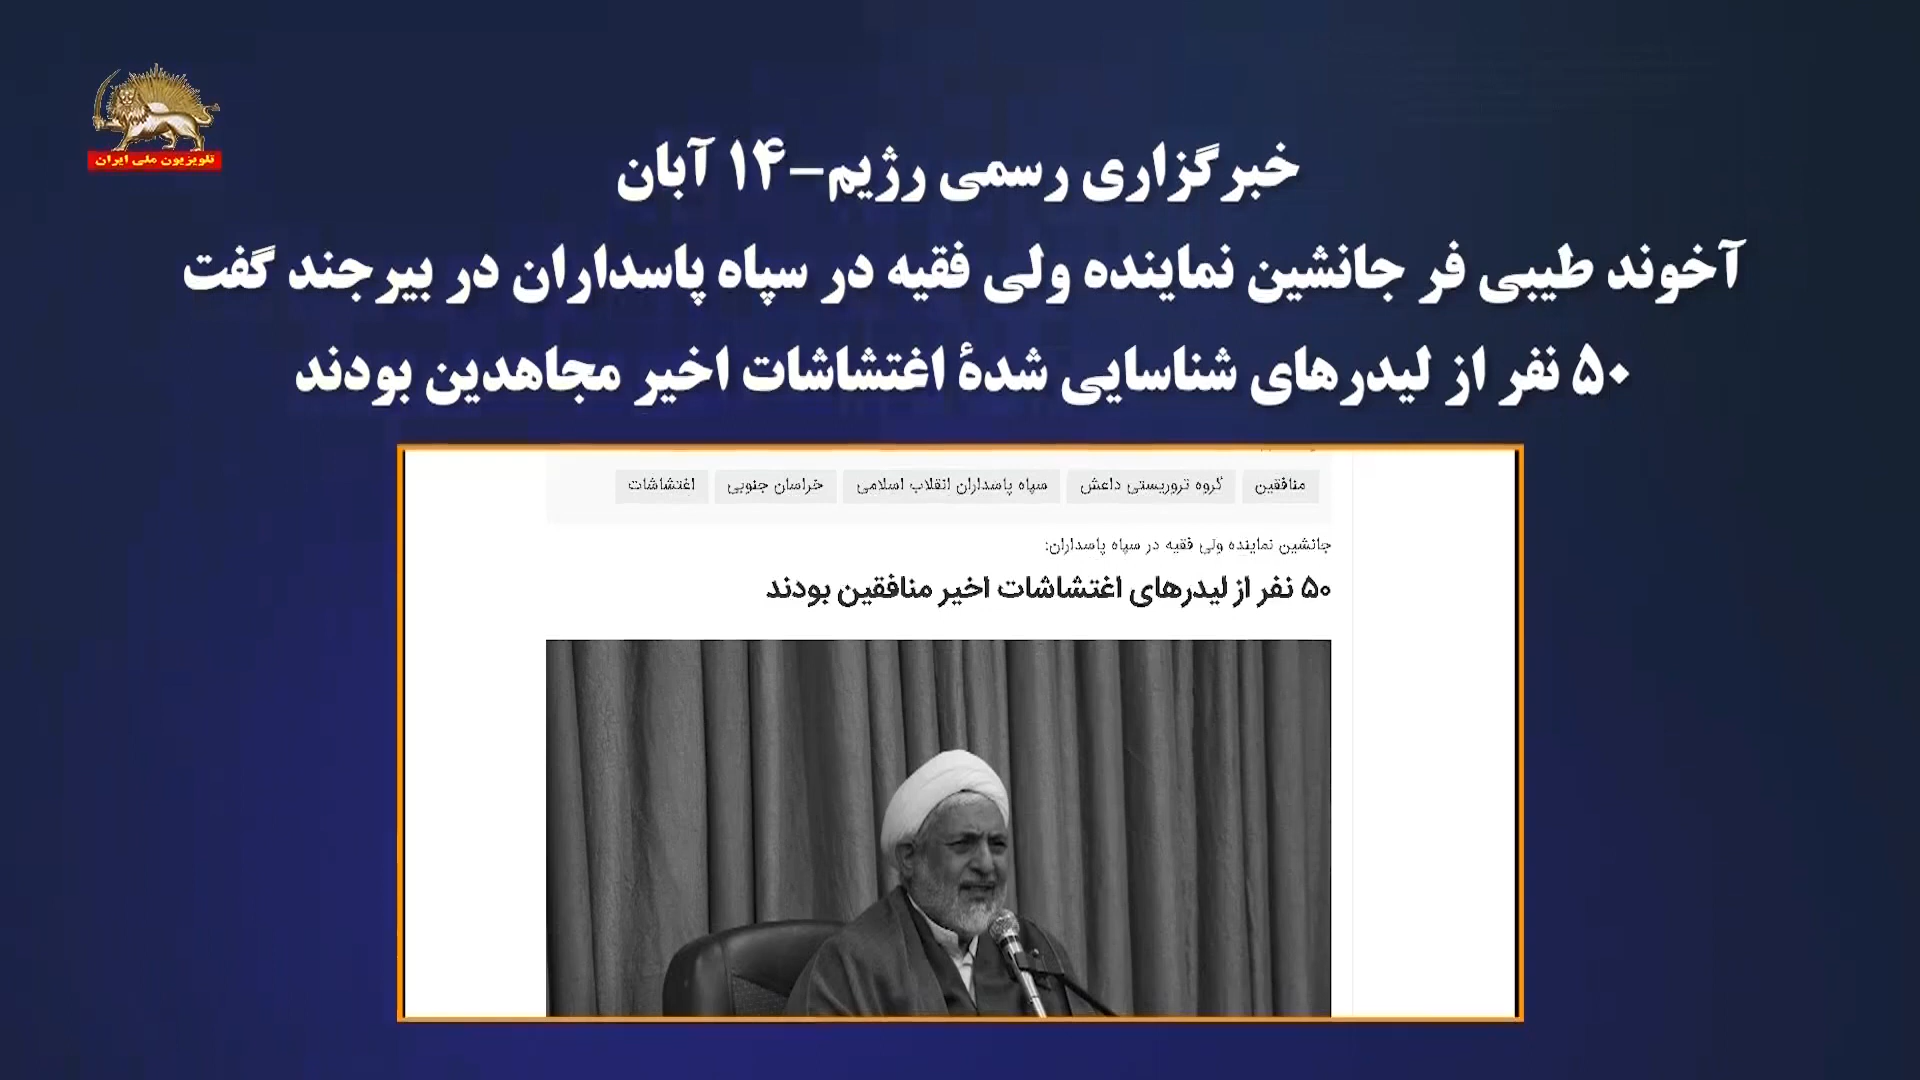 تلویزیون ملی ایران
خبرگزاری رسمی رژیم-۱۴ آبان
آخوند طیبی فر جانشین نماینده ولی فقیه در سپاه پاسداران در بیرجند گفت
۵۰ نفر از لیدرهای شناسایی شدهٔ اغتشاشات اخیر مجاهدین بودند
منافقین گروه تروریستی داعش سپاه پاسداران انقلاب اسلامی خراسان جنوبی اغتشاشات
جانشین نماینده ولی فقیه در سپاه پاسداران:
۵۰ نفر از لیدرهای اغتشاشات اخیر منافقین بودند